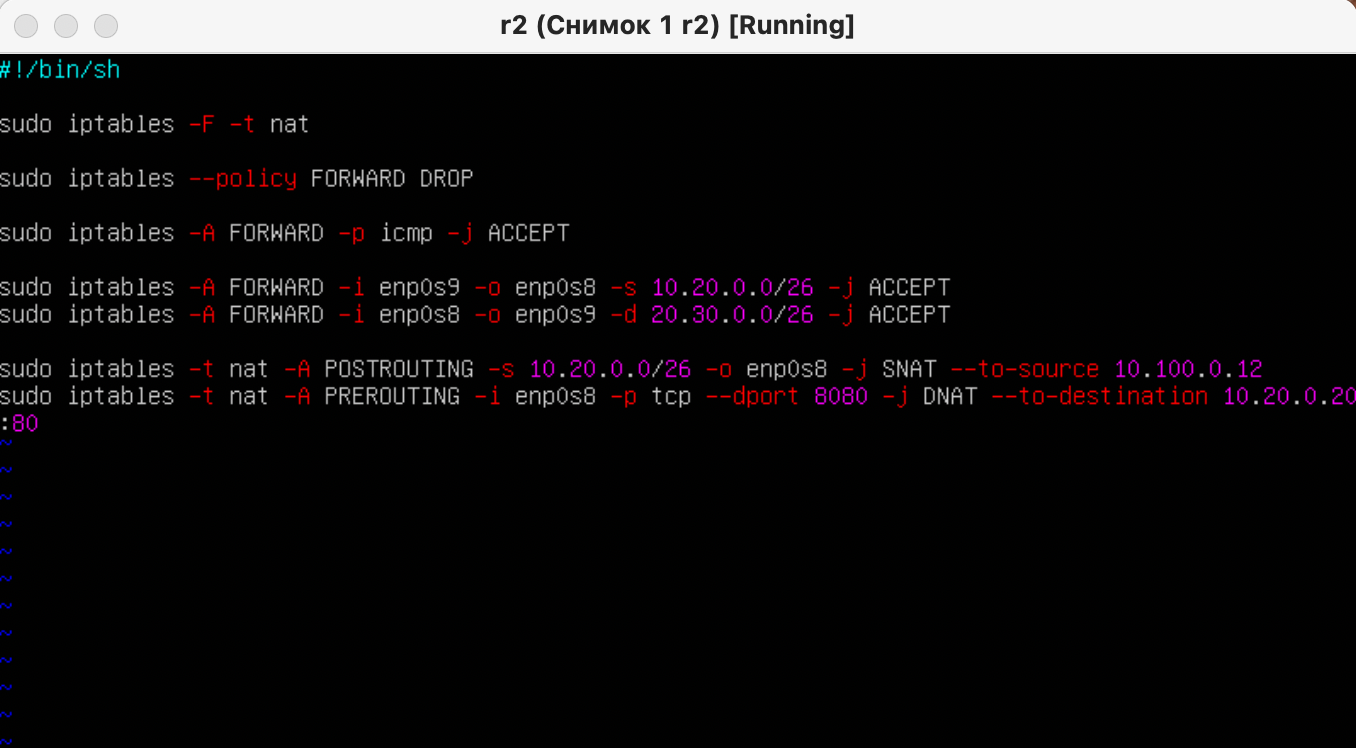 r2 (Снимок 1 r2) [Running]
#!/bin/sh
sudo iptables -F -t nat
sudo iptables --policy FORWARD DROP
sudo iptables -A FORWARD -p icmp -j ACCEPT
sudo iptables -A FORWARD -i enp0s9 -o enp0s8 -s 10.20.0.0/26 -j ACCEPT
sudo iptables -A FORWARD -i enp0s8 -o enp0s9 -d 20.30.0.0/26 -j ACCEPT
sudo iptables -t nat -A POSTROUTING -s 10.20.0.0/26 -o enp0s8 -j SNAT --to-source 10.100.0.12
sudo iptables -t nat -A PREROUTING -i enp0s8 -p tcp --dport 8080 -j DNAT --to-destination 10.20.0.20
:80
~
~
~
~
~
~
~
~
~
~
~
~